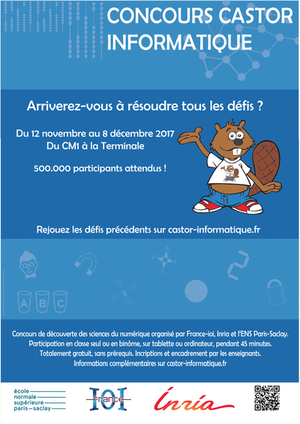 CONCOURS CASTOR
INFORMATIQUE
Arriverez-vous à résoudre tous les défis ?
Du 12 novembre au 8 décembre 2017
Du CM1 à la Terminale
500.000 participants attendus !
Rejouez les défis précédents sur castor-informatique.fr
A B C
Concours de découverte des sciences du numérique organisé par France-ioi, Inria et l'ENS Paris-Saclay.
Participation en classe seul ou en binôme, sur tablette ou ordinateur, pendant 45 minutes.
Totalement gratuit, sans prérequis. Incriptions et encadrement par les enseignants.
Informations complémentaires sur castor-informatique.fr
école
normale
supérieure
paris-saclay
IOI
France
Inria